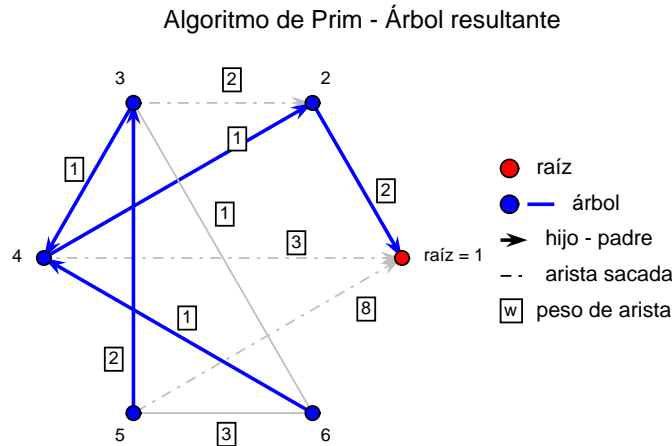 Algoritmo de Prim - Árbol resultante
3
2
2
1
1
2
1
4
3
raíz = 1
8
1
2
5
3
6
raíz
árbol
hijo - padre
arista sacada
w peso de arista